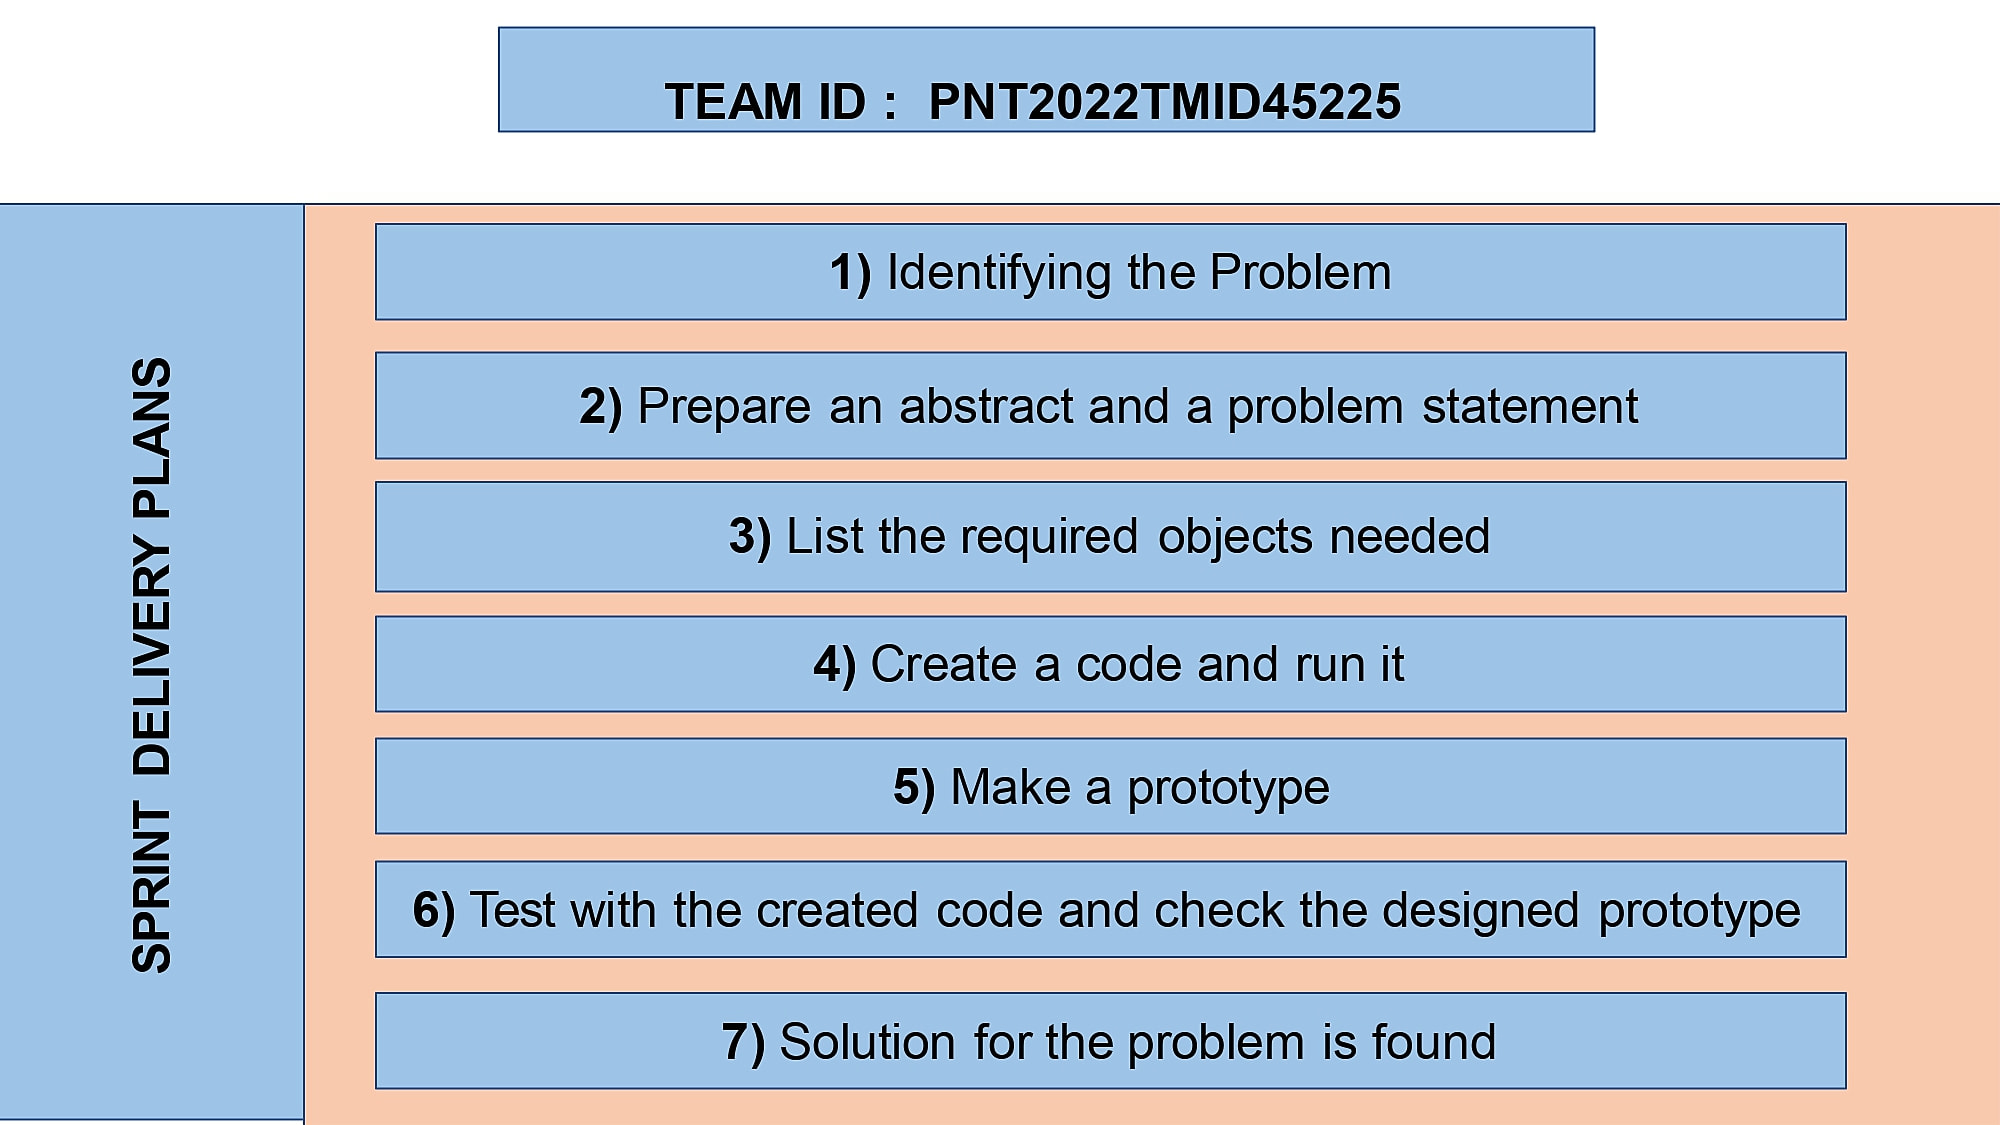 TEAM ID : PNT2022TMID45225
SPRINT DELIVERY PLANS
1) Identifying the Problem
2) Prepare an abstract and a problem statement
3) List the required objects needed
4) Create a code and run it
5) Make a prototype
6) Test with the created code and check the designed prototype
7) Solution for the problem is found